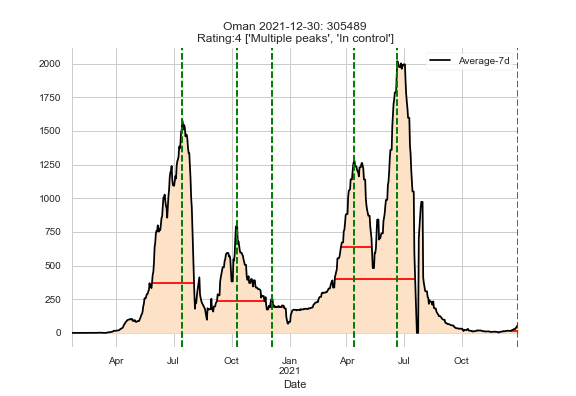 Oman 2021-12-30: 305489
Rating:4 ['Multiple peaks', 'In control']
Average-7d
2000
1750
1500
1250
1000
750
500
250
0
Apr Jul Oct Jan Apr Jul Oct
2021
Date